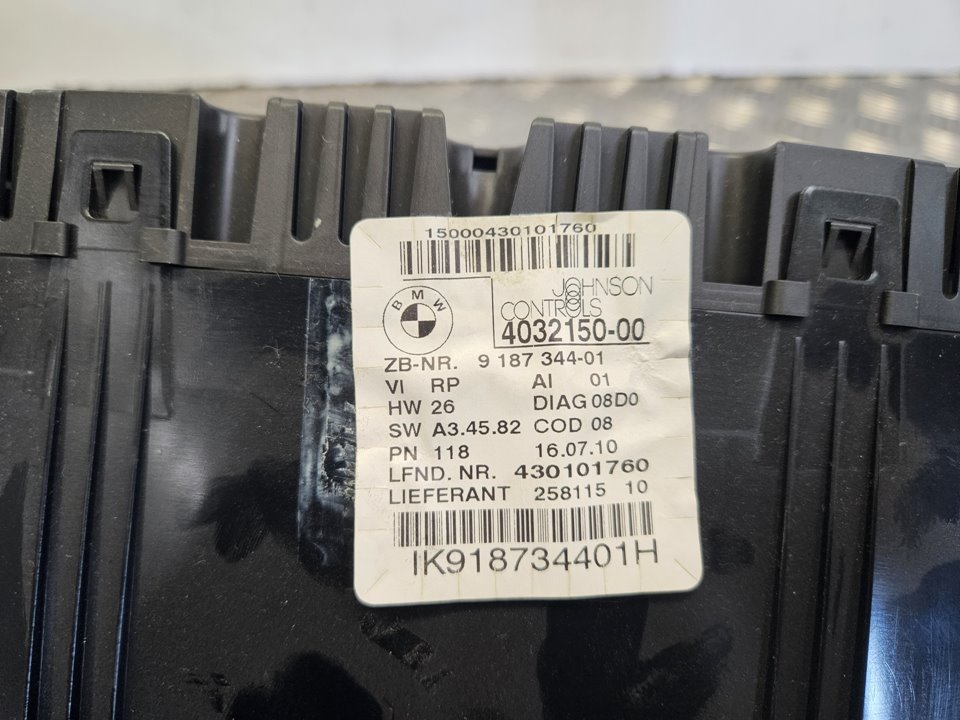 15000430101760
BMW
JOHNSON
CONTROLS
4032150-00
ZB-NR. 9 187 344-01
VI RP AI 01
HW 26 DIAG 08D0
SW A3.45.82 COD 08
PN 118 16.07.10
LFND. NR. 430101760
LIEFERANT 258115 10
IK918734401H